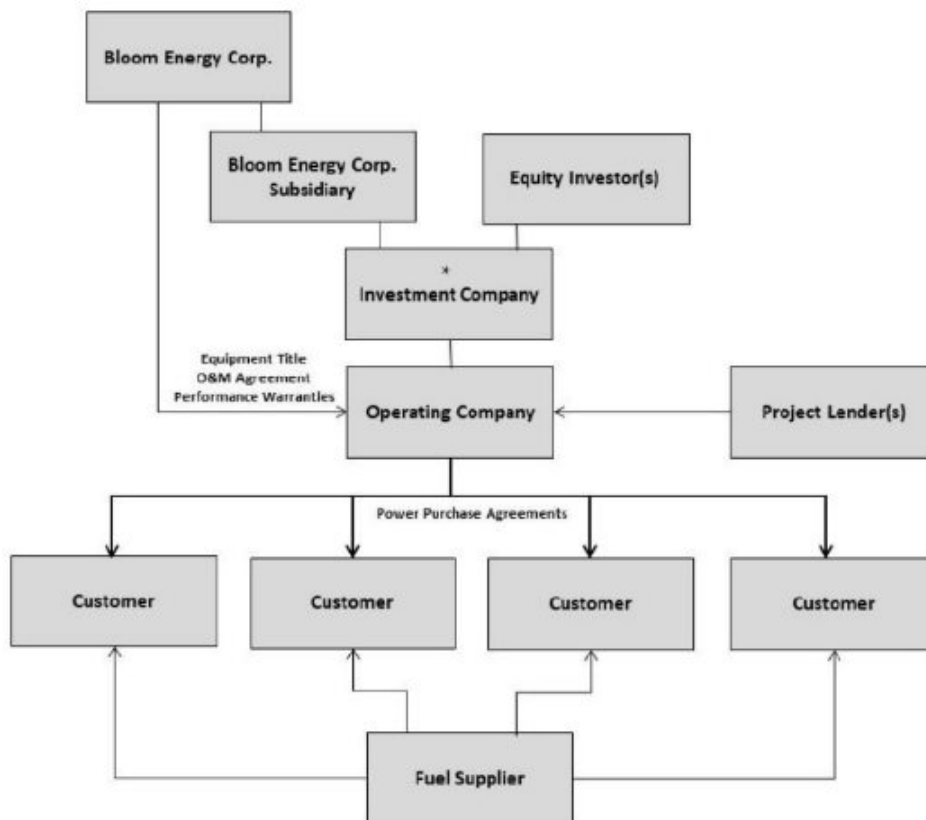 Bloom Energy Corp.
Bloom Energy Corp.
Subsidiary
Equity Investor(s)
*
Investment Company
Equipment Title
O&M Agreement
Performance Warranties
Operating Company
Project Lender(s)
Power Purchase Agreements
Customer
Customer
Customer
Customer
Fuel Supplier